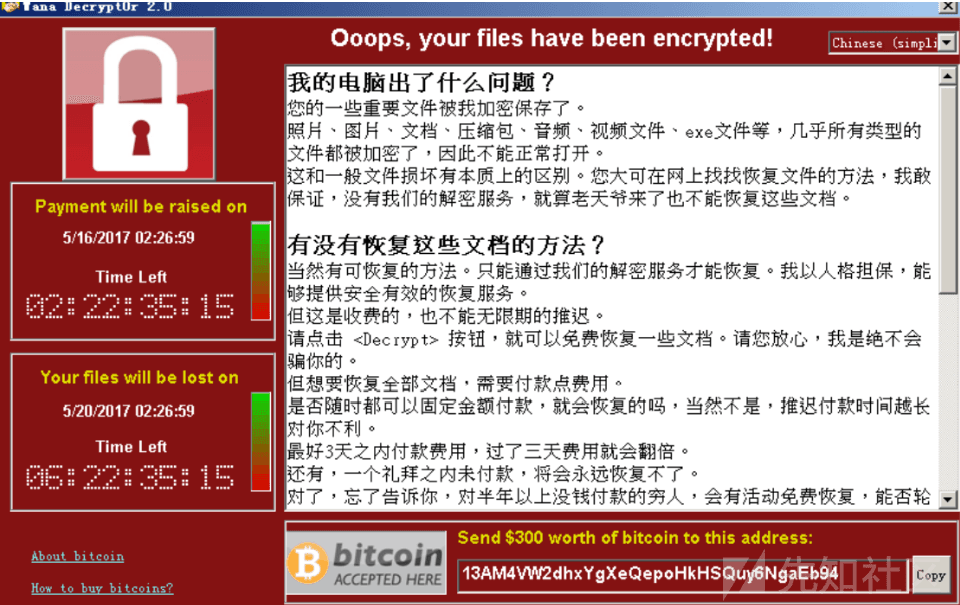 Wana Decrypt0r 2.0
Ooops, your files have been encrypted!
Chinese (simpli
我的电脑出了什么问题？
您的一些重要文件被我加密保存了。
照片、图片、文档、压缩包、音频、视频文件、exe文件等，几乎所有类型的
文件都被加密了，因此不能正常打开。
这和一般文件损坏有本质上的区别。您大可在网上找找恢复文件的方法，我敢
保证，没有我们的解密服务，就算老天爷来了也不能恢复这些文档。
有没有恢复这些文档的方法？
当然有可恢复的方法。只能通过我们的解密服务才能恢复。我以人格担保，能
够提供安全有效的恢复服务。
但这是收费的，也不能无限期的推迟。
请点击 <Decrypt> 按钮，就可以免费恢复一些文档。请您放心，我是绝不会
骗你的。
但想要恢复全部文档，需要付款点费用。
是否随时都可以固定金额付款，就会恢复的吗，当然不是，推迟付款时间越长
对你不利。
最好3天之内付款费用，过了三天费用就会翻倍。
还有，一个礼拜之内未付款，将会永远恢复不了。
对了，忘了告诉你，对半年以上没钱付款的穷人，会有活动免费恢复，能否轮
Payment will be raised on
5/16/2017 02:26:59
Time Left
02:22:35:15
Your files will be lost on
5/20/2017 02:26:59
Time Left
06:22:35:15
About bitcoin
How to buy bitcoins?
bitcoin
ACCEPTED HERE
Send $300 worth of bitcoin to this address:
13AM4VW2dhxYgXeQepoHkHSQuy6NgaEb94
Copy
先知社区